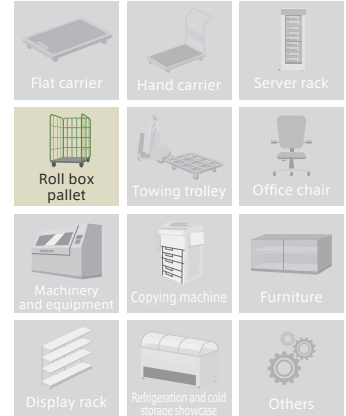 Flat carrier
Hand carrier
Server rack
Roll box
pallet
Towing trolley
Office chair
Machinery
and equipment
Copying machine
Furniture
Display rack
Refrigeration and cold
storage showcase
Others